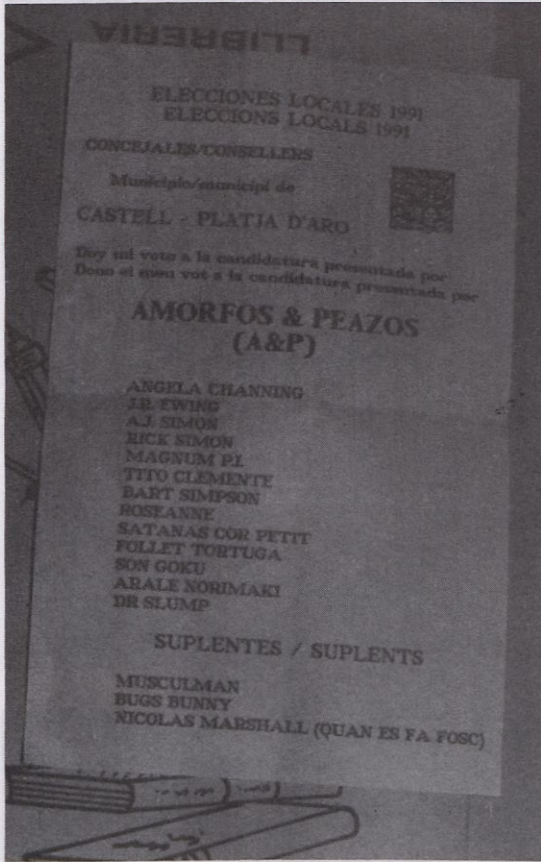 LLIBRERIA
ELECCIONES LOCALES 1991
ELECCIONS LOCALS 1991
CONCEJALES/CONSELLERS
Municipio/municipi de
CASTELL - PLATJA D'ARO
Doy mi voto a la candidatura presentada por
Dono el meu vot a la candidatura presentada per
AMORFOS & PEAZOS
(A&P)
ANGELA CHANNING
J.R. EWING
A.J. SIMON
RICK SIMON
MAGNUM P.I.
TITO CLEMENTE
BART SIMPSON
ROSEANNE
SATANAS COR PETIT
FOLLET TORTUGA
SON GOKU
ARALE NORIMAKI
DR SLUMP
SUPLENTES / SUPLENTS
MUSCULMAN
BUGS BUNNY
NICOLAS MARSHALL (QUAN ES FA FOSC)